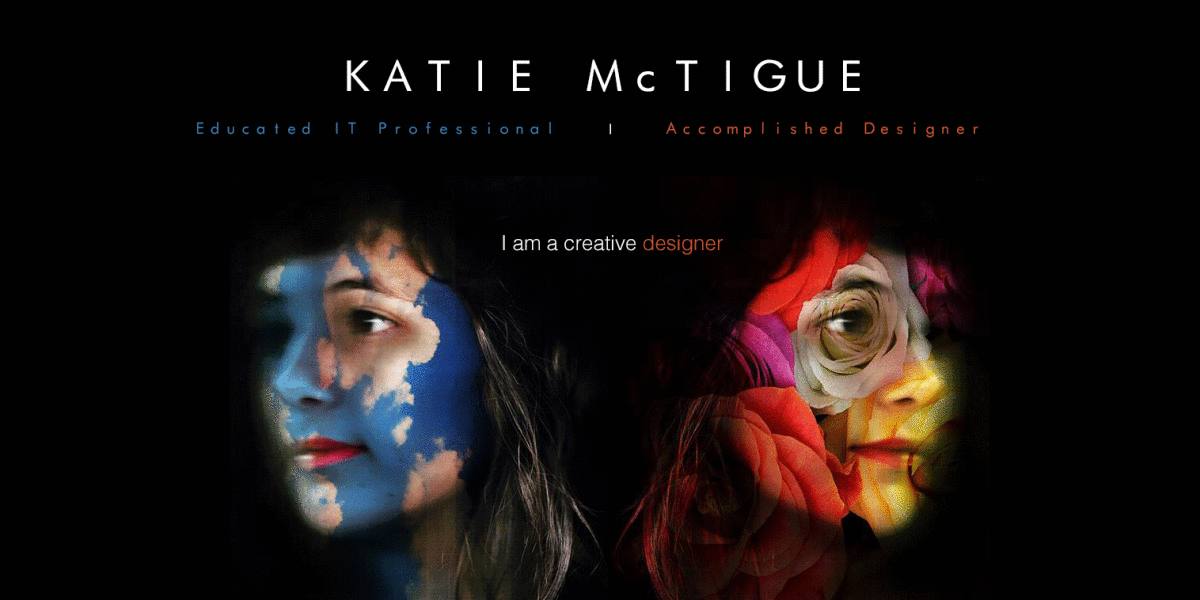 KATIE McTIGUE
Educated IT Professional | Accomplished Designer
I am a creative designer